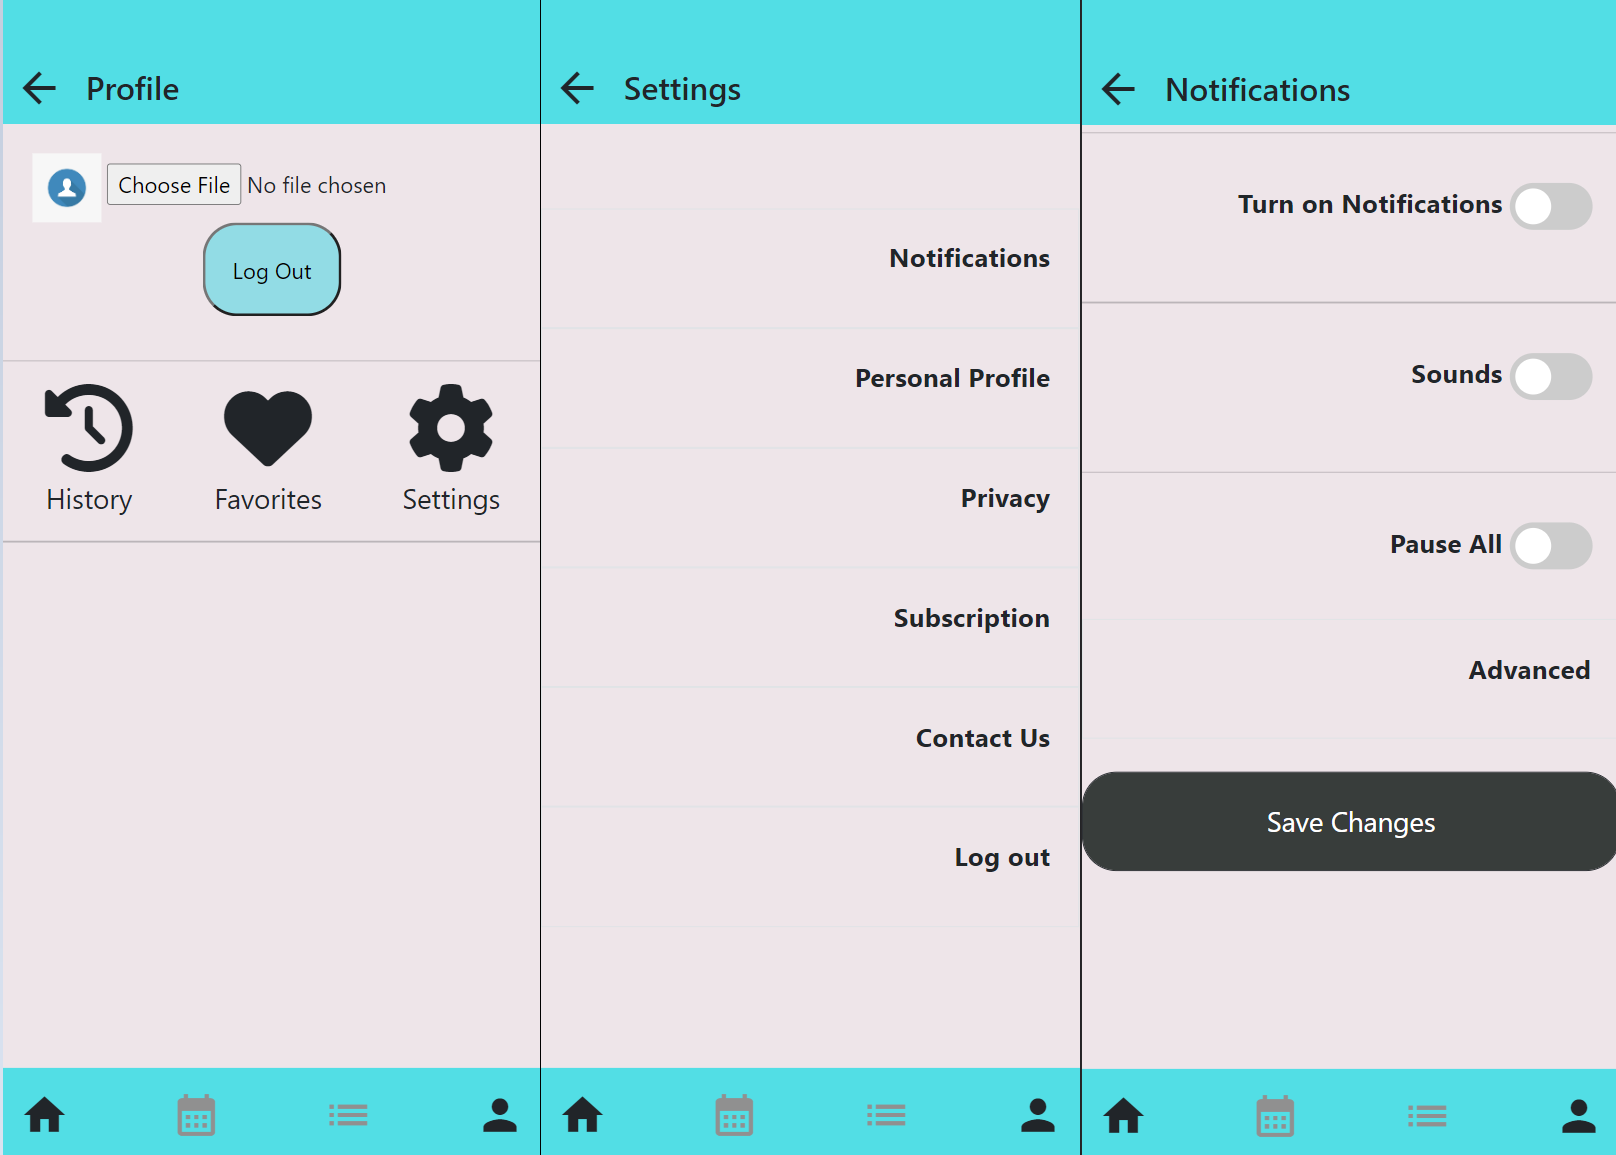 Profile
Choose File No file chosen
Log Out
History Favorites Settings
Settings
Notifications
Personal Profile
Privacy
Subscription
Contact Us
Log out
Notifications
Turn on Notifications
Sounds
Pause All
Advanced
Save Changes